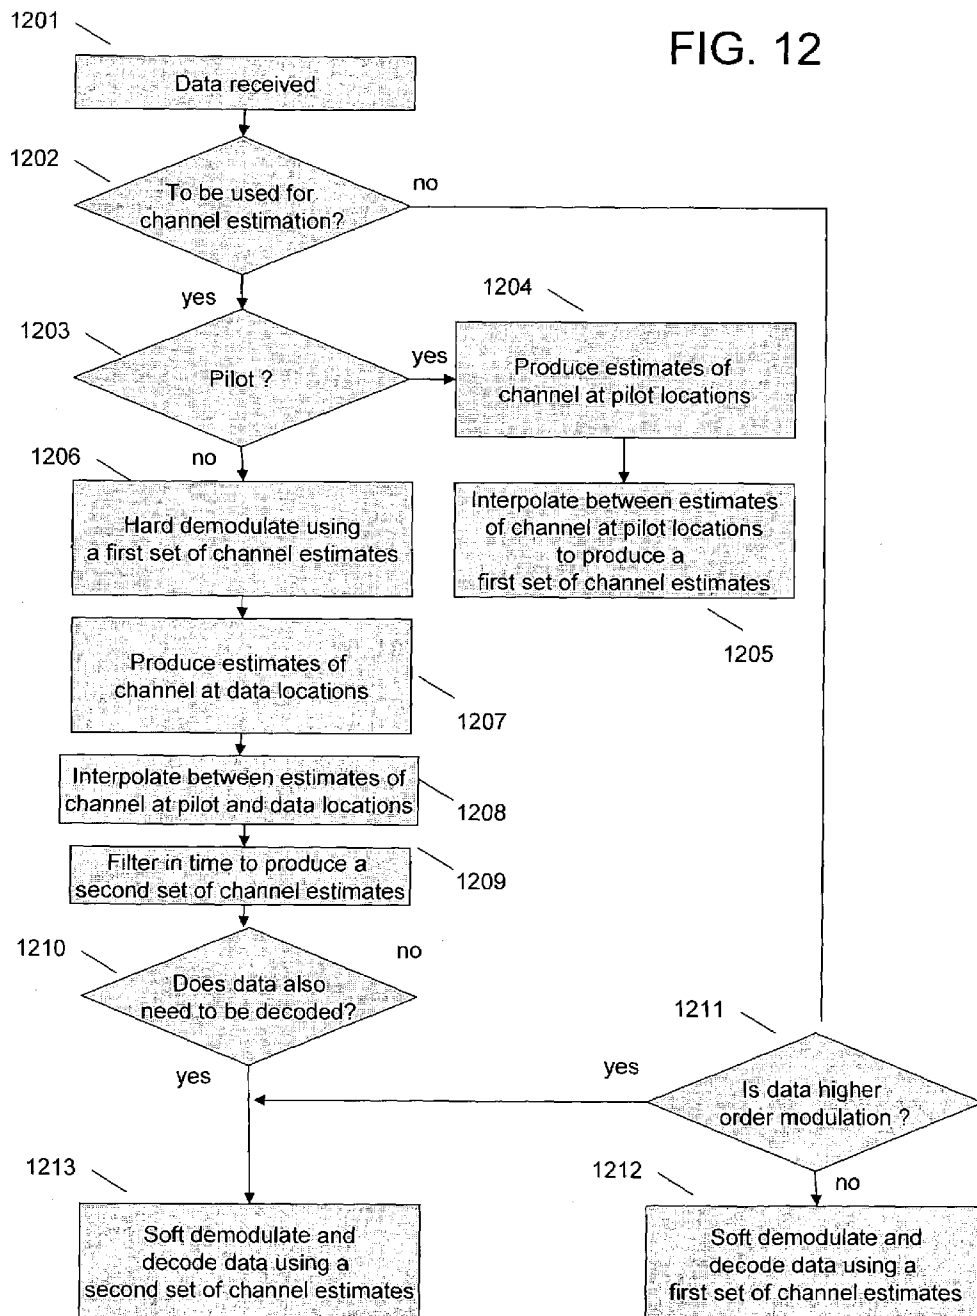 FIG. 12
1201
Data received
1202
To be used for
channel estimation?
no
yes
1203
Pilot ?
yes
1204
Produce estimates of
channel at pilot locations
no
1206
Hard demodulate using
a first set of channel estimates
Interpolate between estimates
of channel at pilot locations
to produce a
first set of channel estimates
1205
Produce estimates of
channel at data locations
1207
Interpolate between estimates of
channel at pilot and data locations
1208
Filter in time to produce a
second set of channel estimates
1209
1210
no
Does data also
need to be decoded?
yes
1211
yes
Is data higher
order modulation ?
no
1213
Soft demodulate and
decode data using a
second set of channel estimates
1212
Soft demodulate and
decode data using a
first set of channel estimates